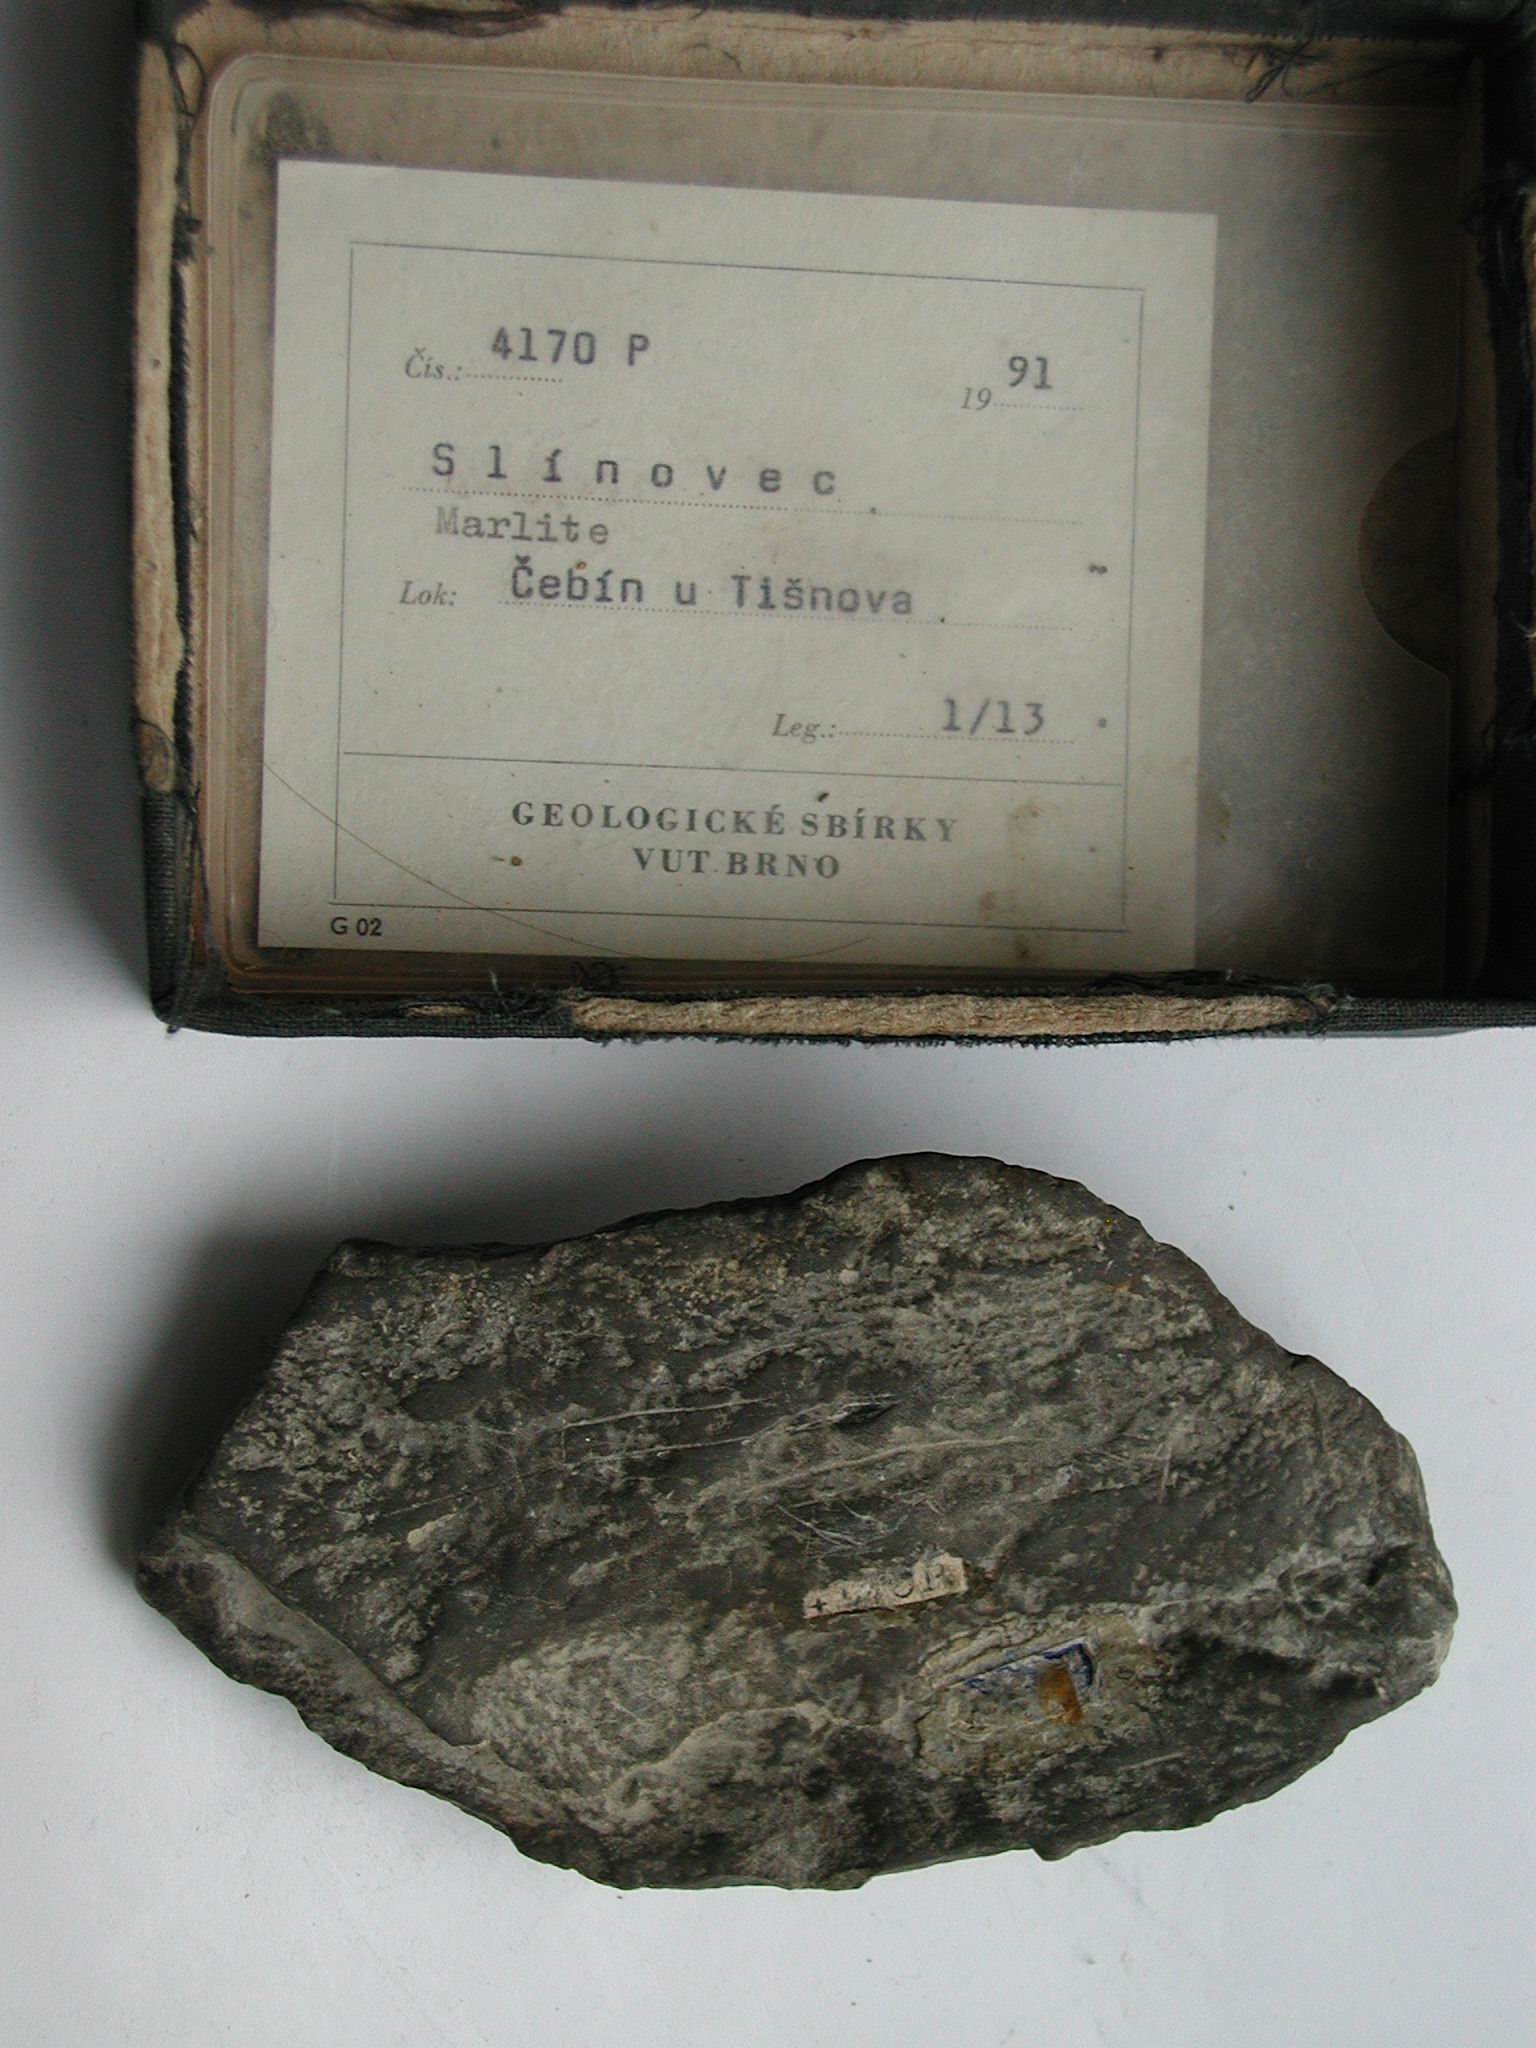 Čís.: 4170 P 19 91
Slínovec
Marlite
Lok: Čebín u Tišnova
Leg.: 1/13
GEOLOGICKÉ SBÍRKY
VUT BRNO
G 02